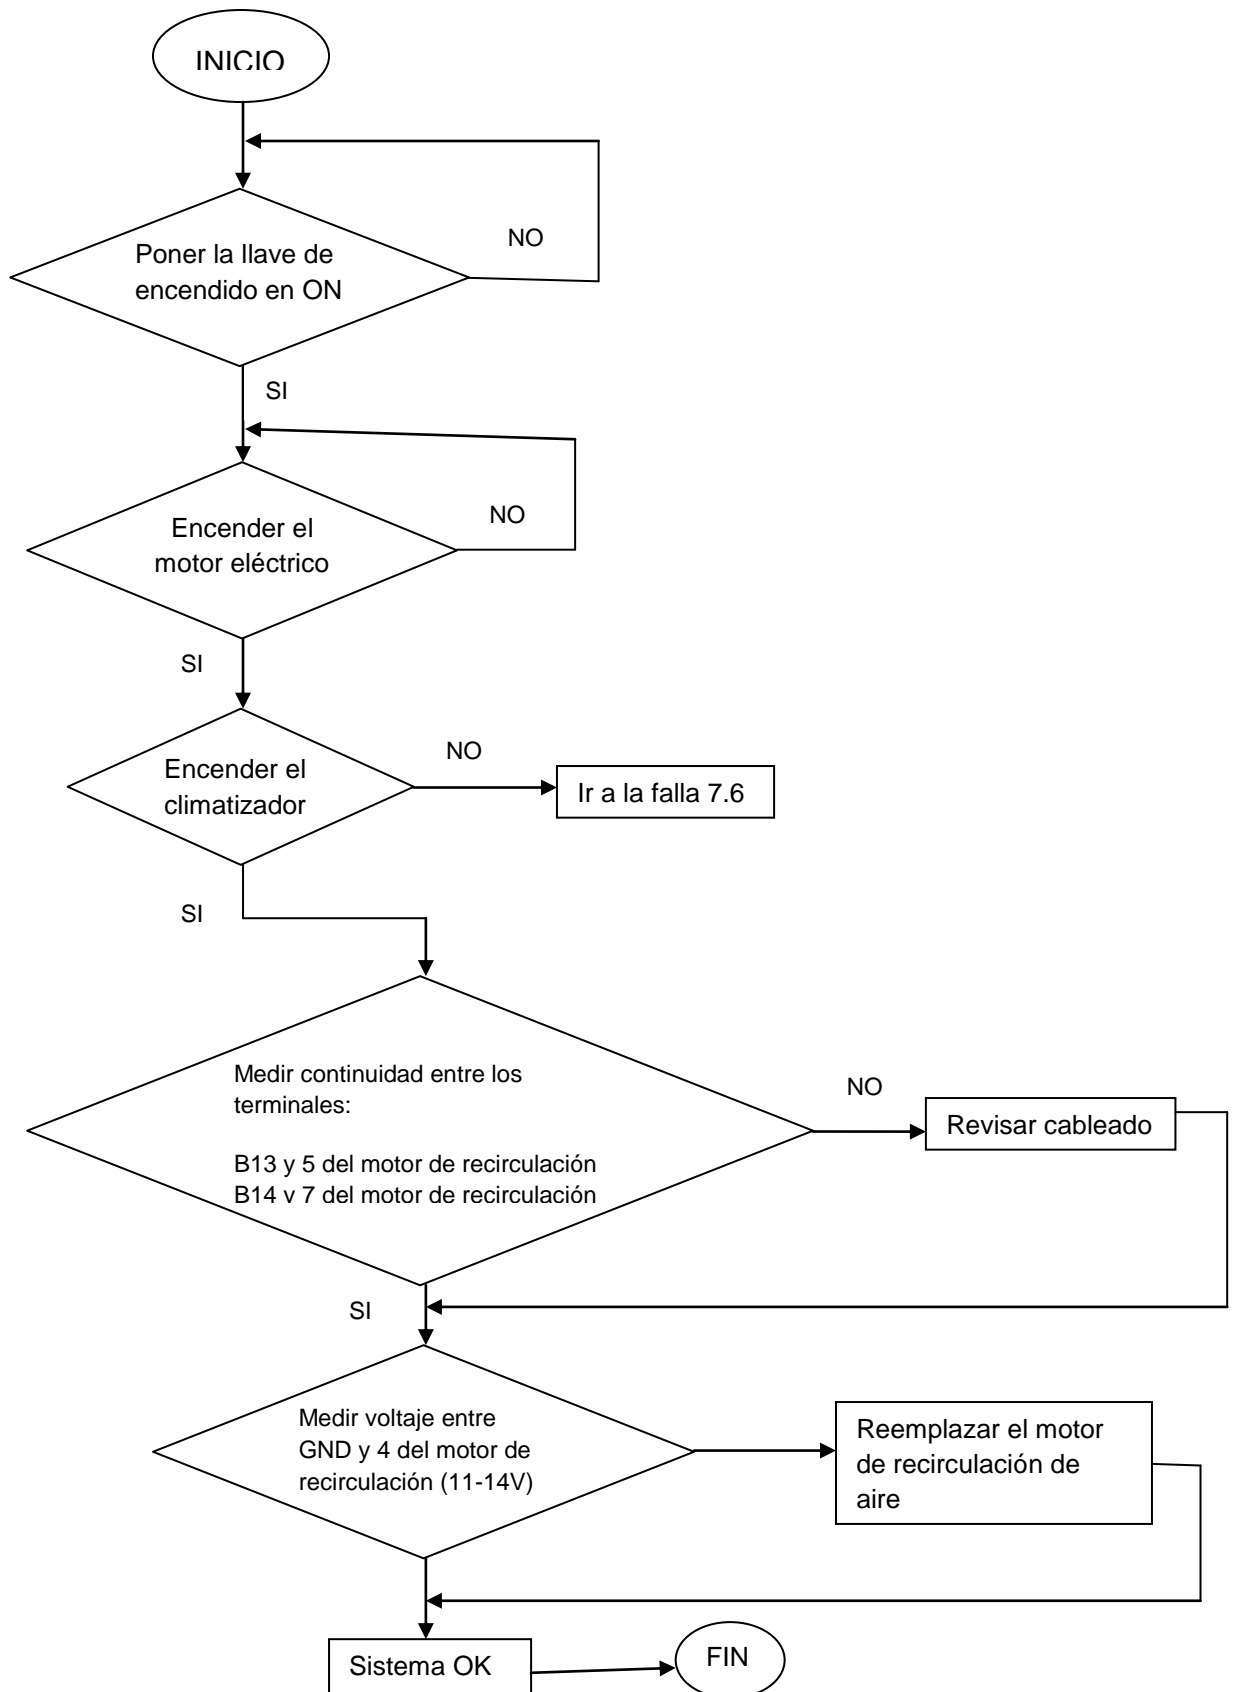 INICIO
NO
Poner la llave de
encendido en ON
SI
NO
Encender el
motor eléctrico
SI
NO
Encender el
climatizador
Ir a la falla 7.6
SI
Medir continuidad entre los
terminales:
NO
Revisar cableado
B13 y 5 del motor de recirculación
B14 y 7 del motor de recirculación
SI
Medir voltaje entre
GND y 4 del motor de
recirculación (11-14V)
Reemplazar el motor
de recirculación de
aire
Sistema OK
FIN